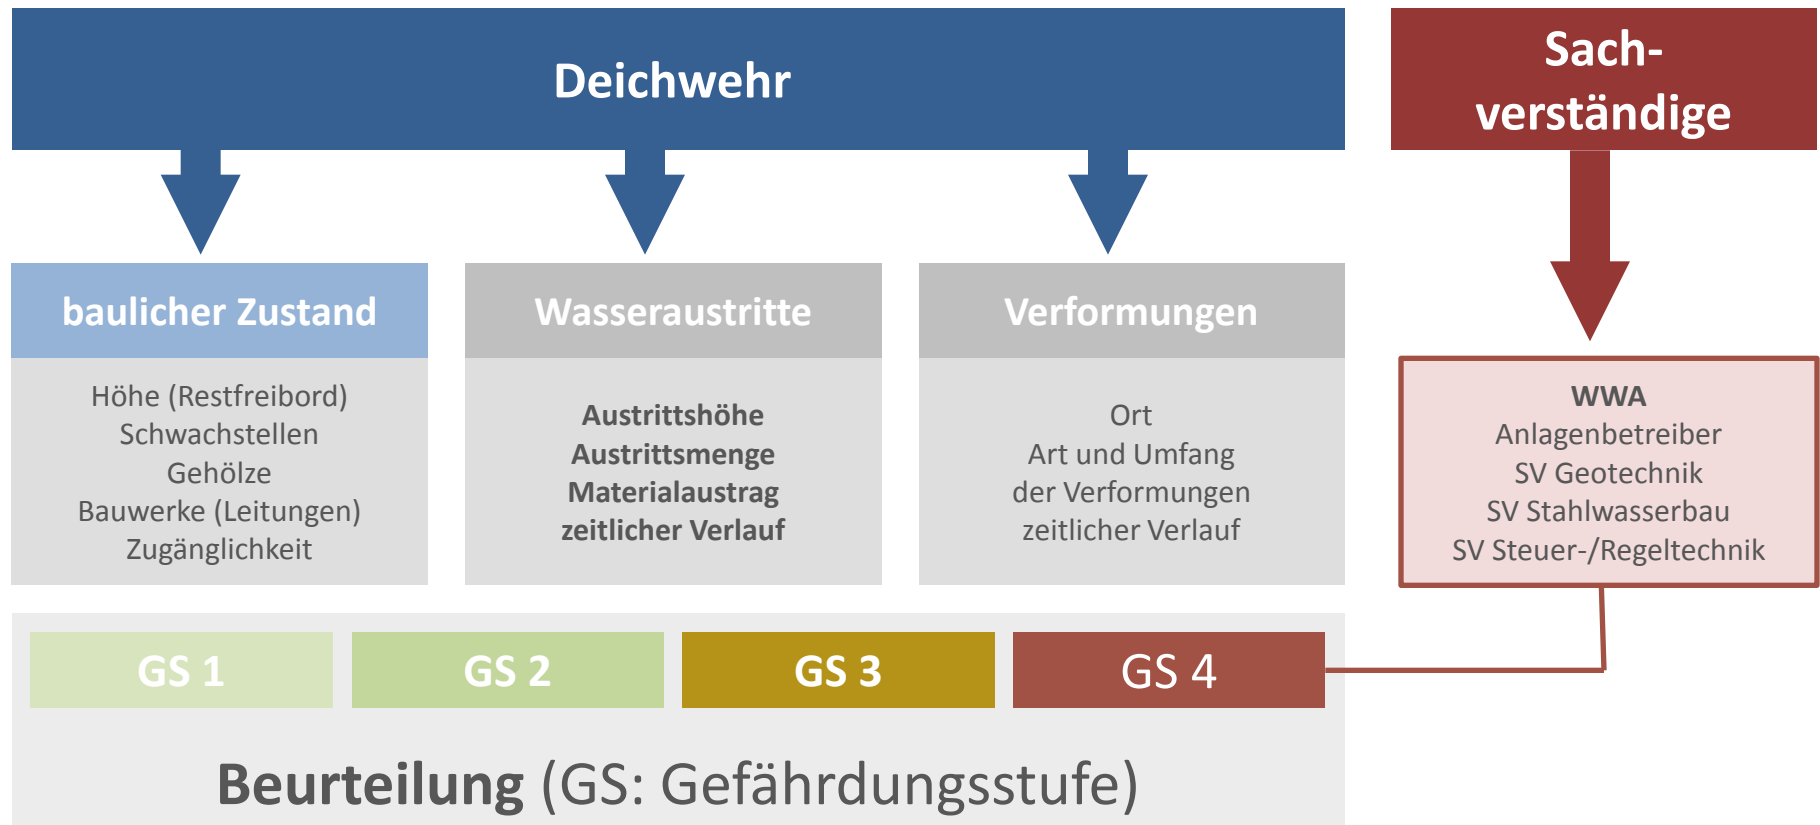 Deichwehr
Sach-
verständige
baulicher Zustand
Höhe (Restfreibord)
Schwachstellen
Gehölze
Bauwerke (Leitungen)
Zugänglichkeit
Wasseraustritte
Austrittshöhe
Austrittsmenge
Materialaustrag
zeitlicher Verlauf
Verformungen
Ort
Art und Umfang
der Verformungen
zeitlicher Verlauf
WWA
Anlagenbetreiber
SV Geotechnik
SV Stahlwasserbau
SV Steuer-/Regeltechnik
GS 1
GS 2
GS 3
GS 4
Beurteilung (GS: Gefährdungsstufe)